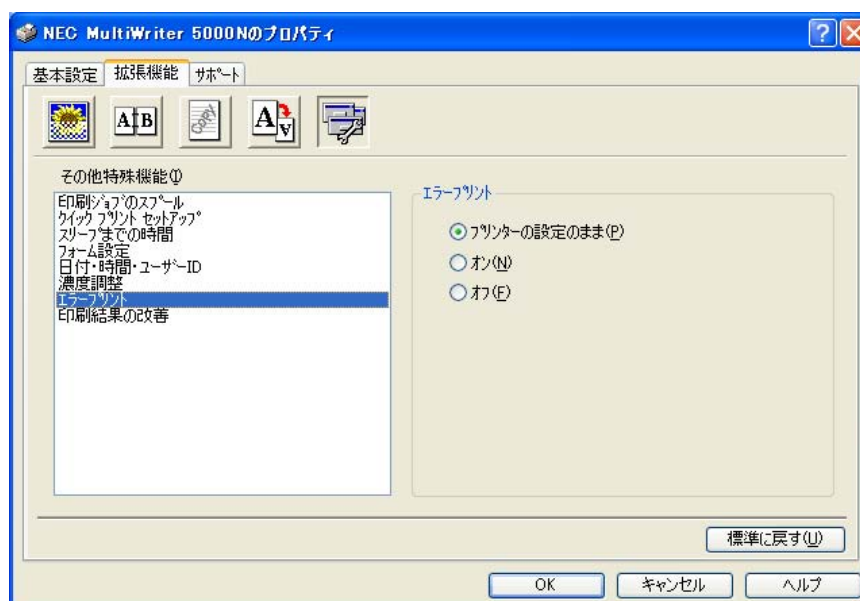 NEC MultiWriter 5000Nのプロパティ
基本設定 拡張機能 サポート
A B
Copy
A A
その他特殊機能(I)
印刷ジョブのスプール
クイック プリント セットアップ
スリープまでの時間
フォーム設定
日付・時間・ユーザーID
濃度調整
エラープリント
印刷結果の改善
エラープリント
プリンターの設定のまま(P)
オン(N)
オフ(F)
標準に戻す(U)
OK キャンセル ヘルプ